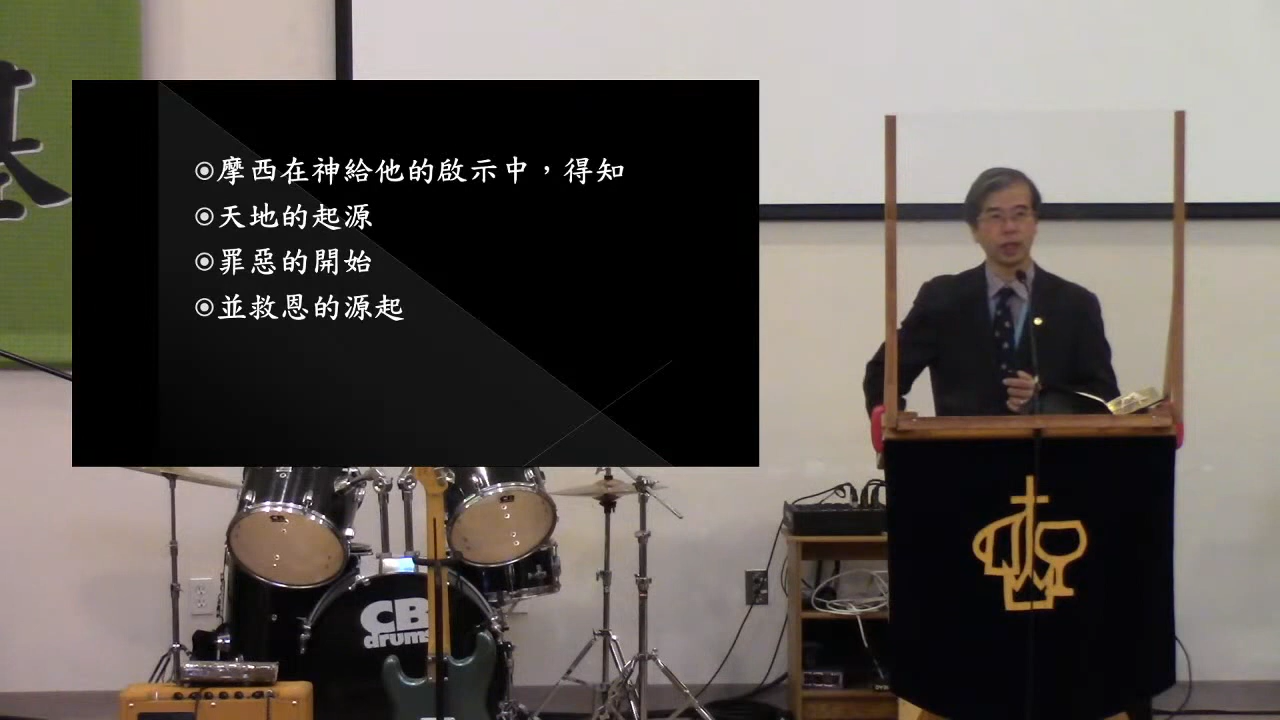 基
◉摩西在神給他的啟示中，得知
◉天地的起源
◉罪惡的開始
◉並救恩的源起
CB
drums